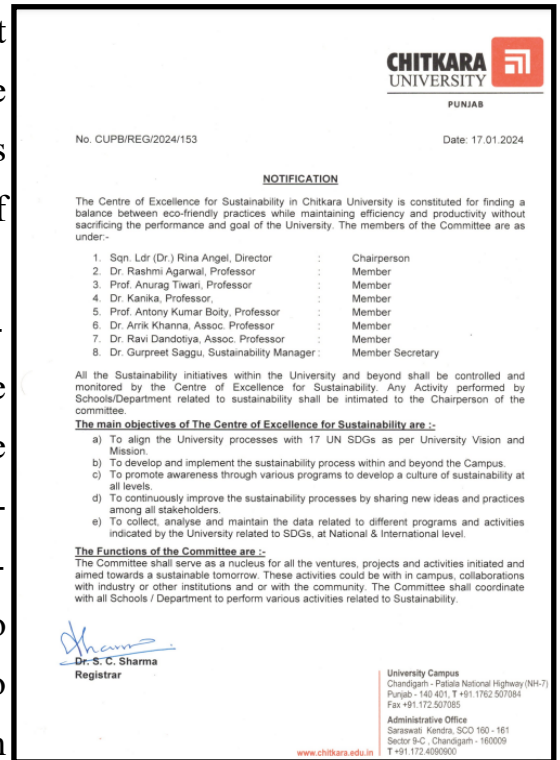 t
e
s
f
-
e
e
-
-
o
o
n
CHITKARA
UNIVERSITY
PUNJAB
No. CUPB/REG/2024/153 Date: 17.01.2024
NOTIFICATION
The Centre of Excellence for Sustainability in Chitkara University is constituted for finding a
balance between eco-friendly practices while maintaining efficiency and productivity without
sacrificing the performance and goal of the University. The members of the Committee are as
under:-
1. Sqn. Ldr (Dr.) Rina Angel, Director : Chairperson
2. Dr. Rashmi Agarwal, Professor : Member
3. Prof. Anurag Tiwari, Professor : Member
4. Dr. Kanika, Professor, : Member
5. Prof. Antony Kumar Boity, Professor : Member
6. Dr. Arrik Khanna, Assoc. Professor : Member
7. Dr. Ravi Dandotiya, Assoc. Professor : Member
8. Dr. Gurpreet Saggu, Sustainability Manager : Member Secretary
All the Sustainability initiatives within the University and beyond shall be controlled and
monitored by the Centre of Excellence for Sustainability. Any Activity performed by
Schools/Department related to sustainability shall be intimated to the Chairperson of the
committee.
The main objectives of The Centre of Excellence for Sustainability are :-
a) To align the University processes with 17 UN SDGs as per University Vision and
Mission.
b) To develop and implement the sustainability process within and beyond the Campus.
c) To promote awareness through various programs to develop a culture of sustainability at
all levels.
d) To continuously improve the sustainability processes by sharing new ideas and practices
among all stakeholders.
e) To collect, analyse and maintain the data related to different programs and activities
indicated by the University related to SDGs, at National & International level.
The Functions of the Committee are :-
The Committee shall serve as a nucleus for all the ventures, projects and activities initiated and
aimed towards a sustainable tomorrow. These activities could be with in campus, collaborations
with industry or other institutions and or with the community. The Committee shall coordinate
with all Schools / Department to perform various activities related to Sustainability.
Dr. S. C. Sharma
Registrar
University Campus
Chandigarh - Patiala National Highway (NH-7)
Punjab - 140 401, T +91.1762 507084
Fax +91.172.507085
Administrative Office
Saraswati Kendra, SCO 160 - 161
Sector 9-C , Chandigarh - 160009
www.chitkara.edu.in T +91.172.4090900